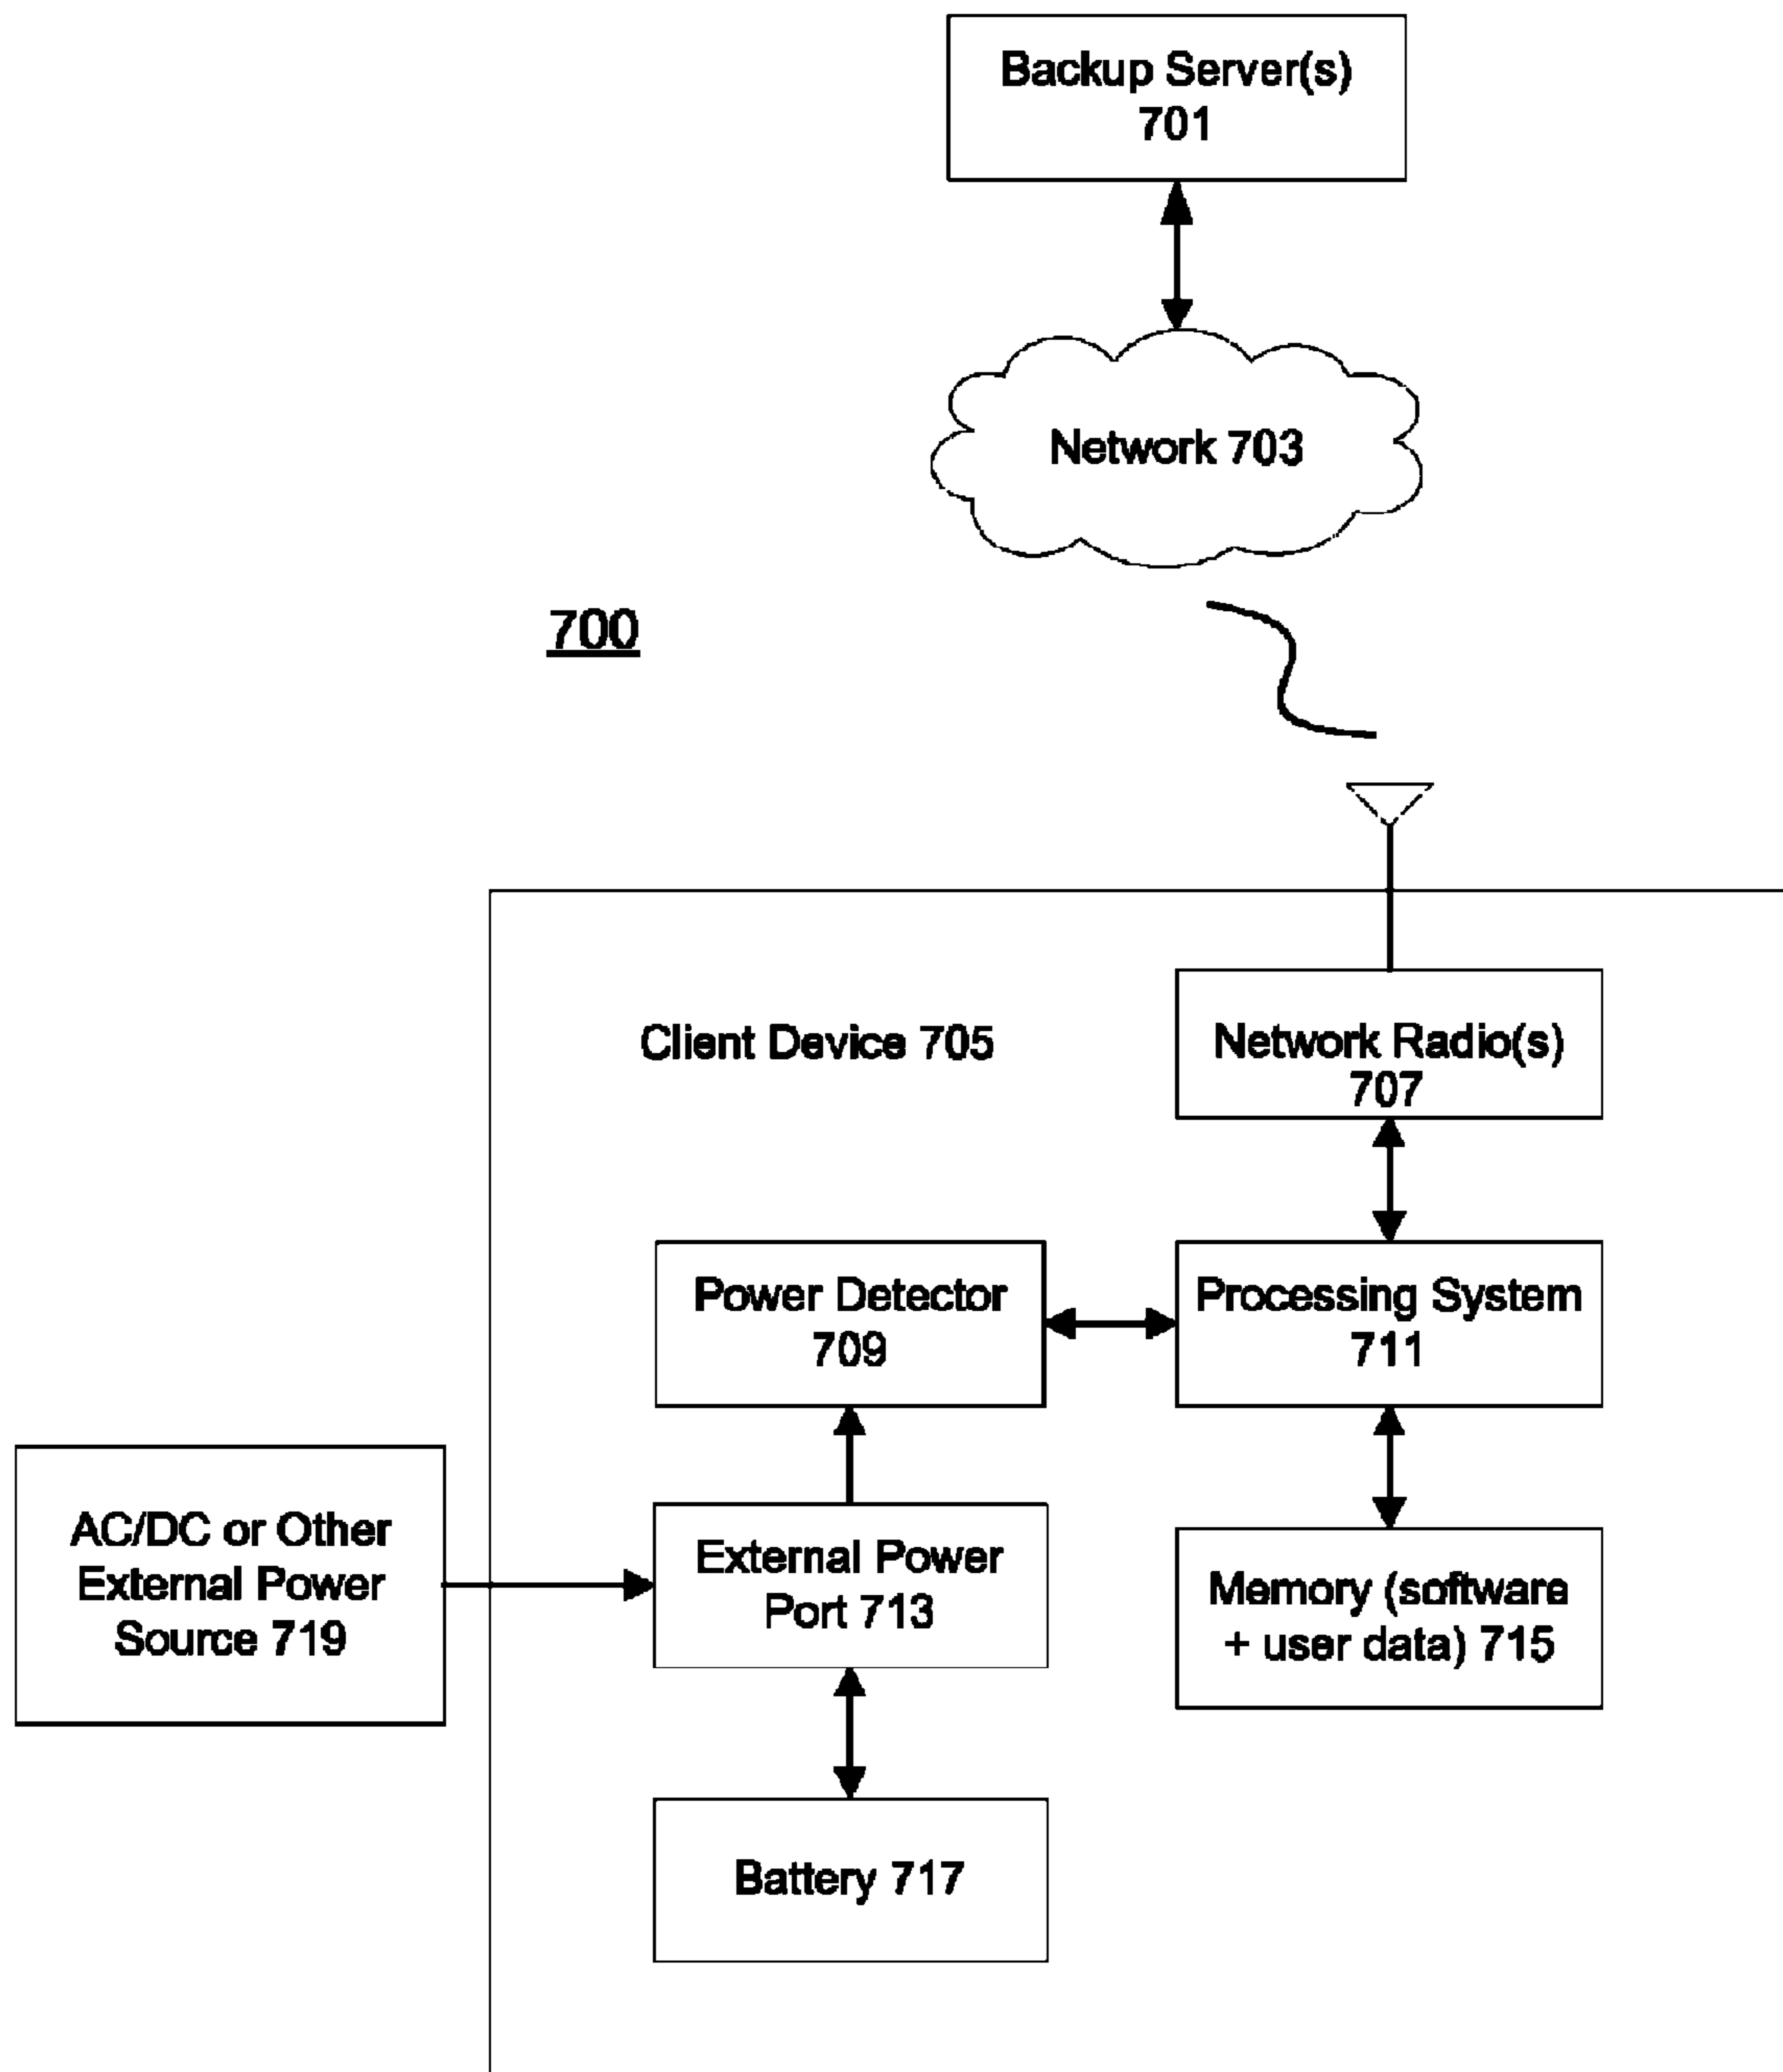 Backup Server(s)
701
Network 703
700
Client Device 705
Network Radio(s)
707
Power Detector
709
Processing System
711
AC/DC or Other
External Power
Source 719
External Power
Port 713
Memory (software
+ user data) 715
Battery 717